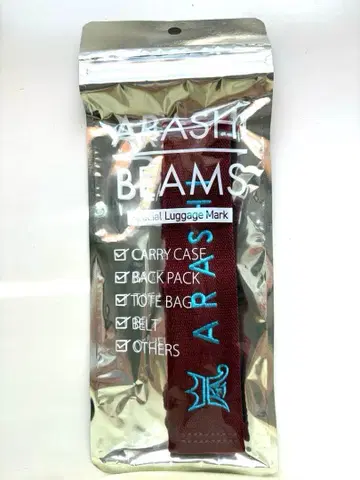 ARASHI
BEAMS
Special Luggage Mark
CARRY CASE
BACK PACK
TOTE BAG
BELT
OTHERS
ARASHI